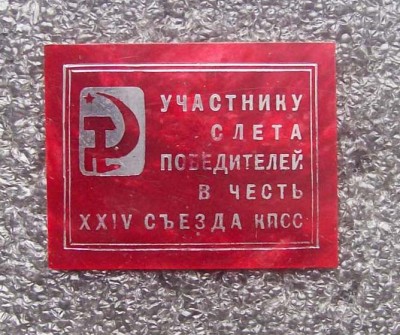 УЧАСТНИКУ
СЛЕТА
ПОБЕДИТЕЛЕЙ
В ЧЕСТЬ
XXIV СЪЕЗДА КПСС